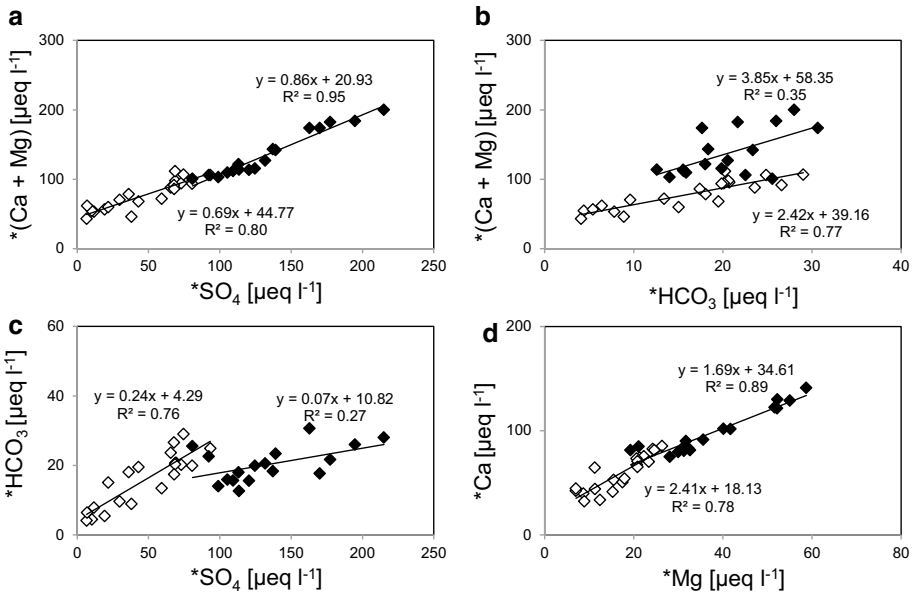 a
300
200
100
0
*(Ca + Mg) [µeq l⁻¹]
y = 0.86x + 20.93
R² = 0.95
y = 0.69x + 44.77
R² = 0.80
0 50 100 150 200 250
*SO₄ [µeq l⁻¹]
b
300
200
100
0
*(Ca + Mg) [µeq l⁻¹]
y = 3.85x + 58.35
R² = 0.35
y = 2.42x + 39.16
R² = 0.77
0 10 20 30 40
*HCO₃ [µeq l⁻¹]
c
60
40
20
0
*HCO₃ [µeq l⁻¹]
y = 0.24x + 4.29
R² = 0.76
y = 0.07x + 10.82
R² = 0.27
0 50 100 150 200 250
*SO₄ [µeq l⁻¹]
d
200
100
0
*Ca [µeq l⁻¹]
y = 1.69x + 34.61
R² = 0.89
y = 2.41x + 18.13
R² = 0.78
0 20 40 60 80
*Mg [µeq l⁻¹]